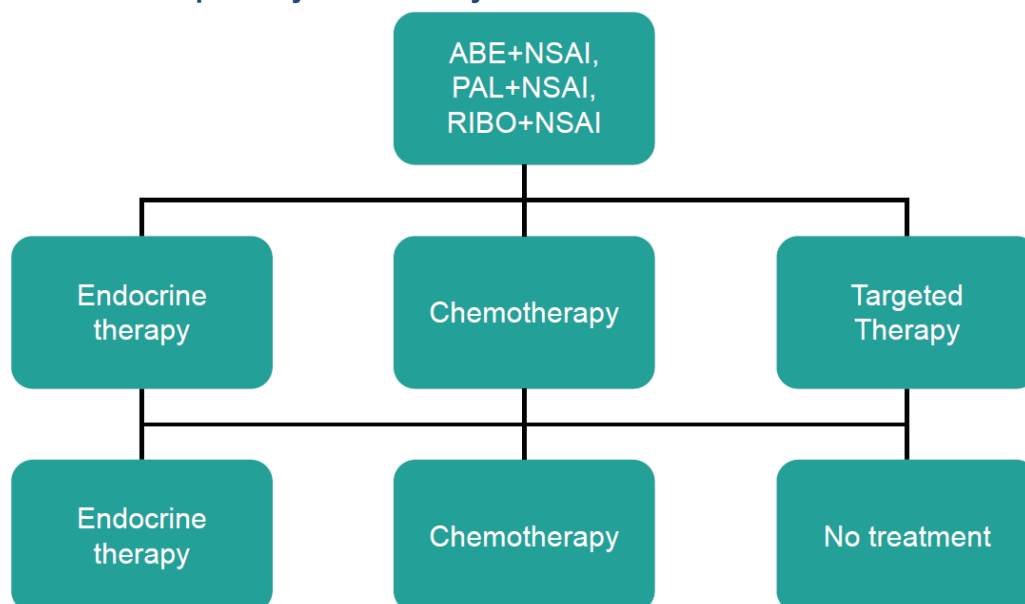 ABE+NSAI,
PAL+NSAI,
RIBO+NSAI
Endocrine
therapy
Chemotherapy
Targeted
Therapy
Endocrine
therapy
Chemotherapy
No treatment